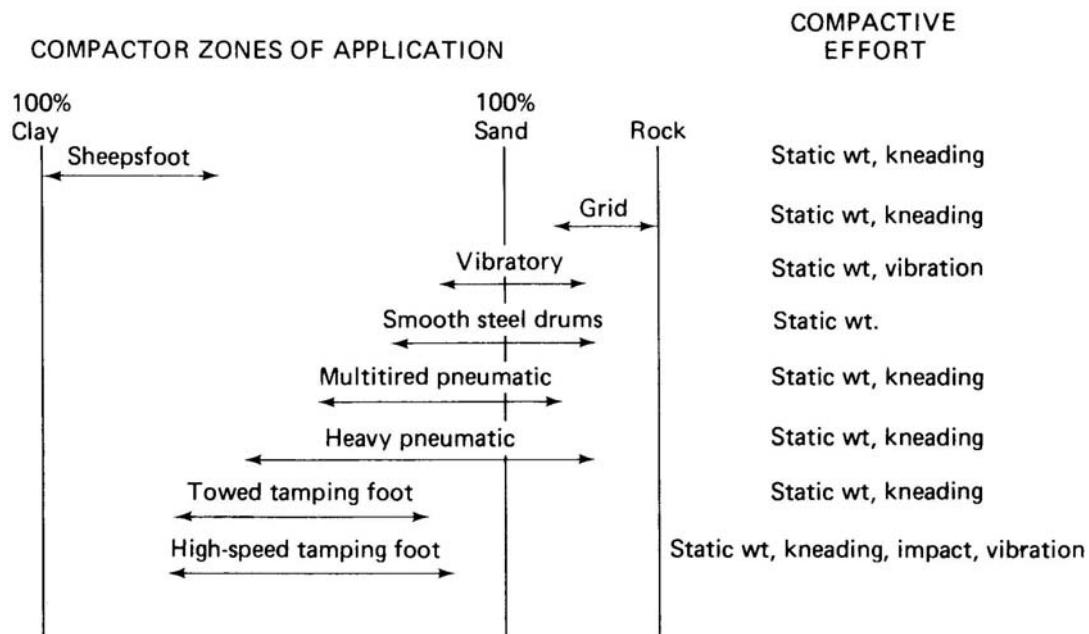 COMPACTOR ZONES OF APPLICATION
COMPACTIVE
EFFORT
100%
Clay
100%
Sand
Rock
Sheepsfoot
Static wt, kneading
Grid
Static wt, kneading
Vibratory
Static wt, vibration
Smooth steel drums
Static wt.
Multitired pneumatic
Static wt, kneading
Heavy pneumatic
Static wt, kneading
Towed tamping foot
Static wt, kneading
High-speed tamping foot
Static wt, kneading, impact, vibration